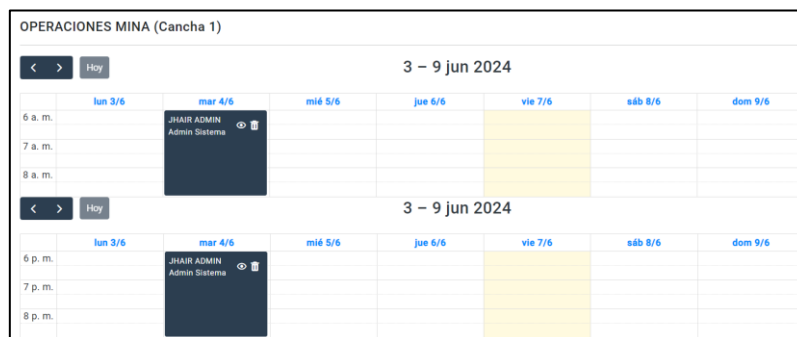 OPERACIONES MINA (Cancha 1)
Hoy
3 – 9 jun 2024
lun 3/6 mar 4/6 mié 5/6 jue 6/6 vie 7/6 sáb 8/6 dom 9/6
6 a. m.
JHAIR ADMIN
Admin Sistema
7 a. m.
8 a. m.
Hoy
3 – 9 jun 2024
lun 3/6 mar 4/6 mié 5/6 jue 6/6 vie 7/6 sáb 8/6 dom 9/6
6 p. m.
JHAIR ADMIN
Admin Sistema
7 p. m.
8 p. m.